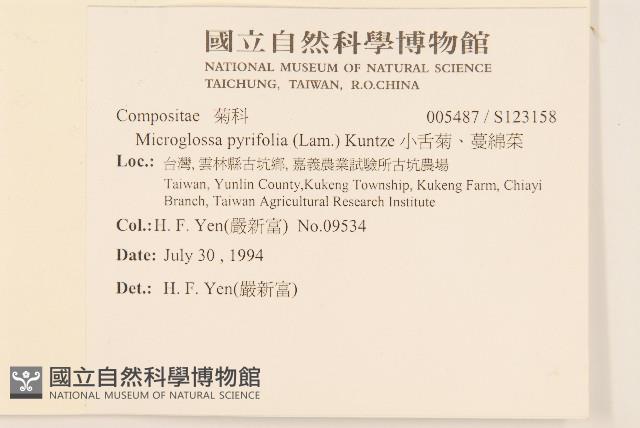 國立自然科學博物館
NATIONAL MUSEUM OF NATURAL SCIENCE
TAICHUNG, TAIWAN, R.O.CHINA
Compositae 菊科 005487 / S123158
Microglossa pyrifolia (Lam.) Kuntze 小舌菊、蔓綿菜
Loc.: 台灣, 雲林縣古坑鄉, 嘉義農業試驗所古坑農場
Taiwan, Yunlin County,Kukeng Township, Kukeng Farm, Chiayi
Branch, Taiwan Agricultural Research Institute
Col.: H. F. Yen(嚴新富) No.09534
Date: July 30 , 1994
Det.: H. F. Yen(嚴新富)
國立自然科學博物館
NATIONAL MUSEUM OF NATURAL SCIENCE